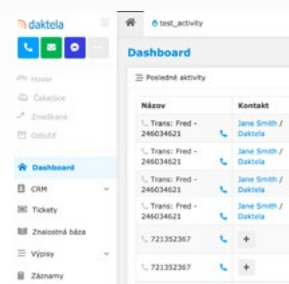 daktela
Hovor
Čakajúce
Zmeškané
Odložiť
Dashboard
CRM
Tickety
Znalostná báza
Výpisy
Záznamy
test_activity
Dashboard
Posledné aktivity
Názov Kontakt
Trans: Fred - Jane Smith /
246034621 Daktela
Trans: Fred - Jane Smith /
246034621 Daktela
Trans: Fred - Jane Smith /
246034621 Daktela
Trans: Fred - Jane Smith /
246034621 Daktela
721352367 +
721352367 +